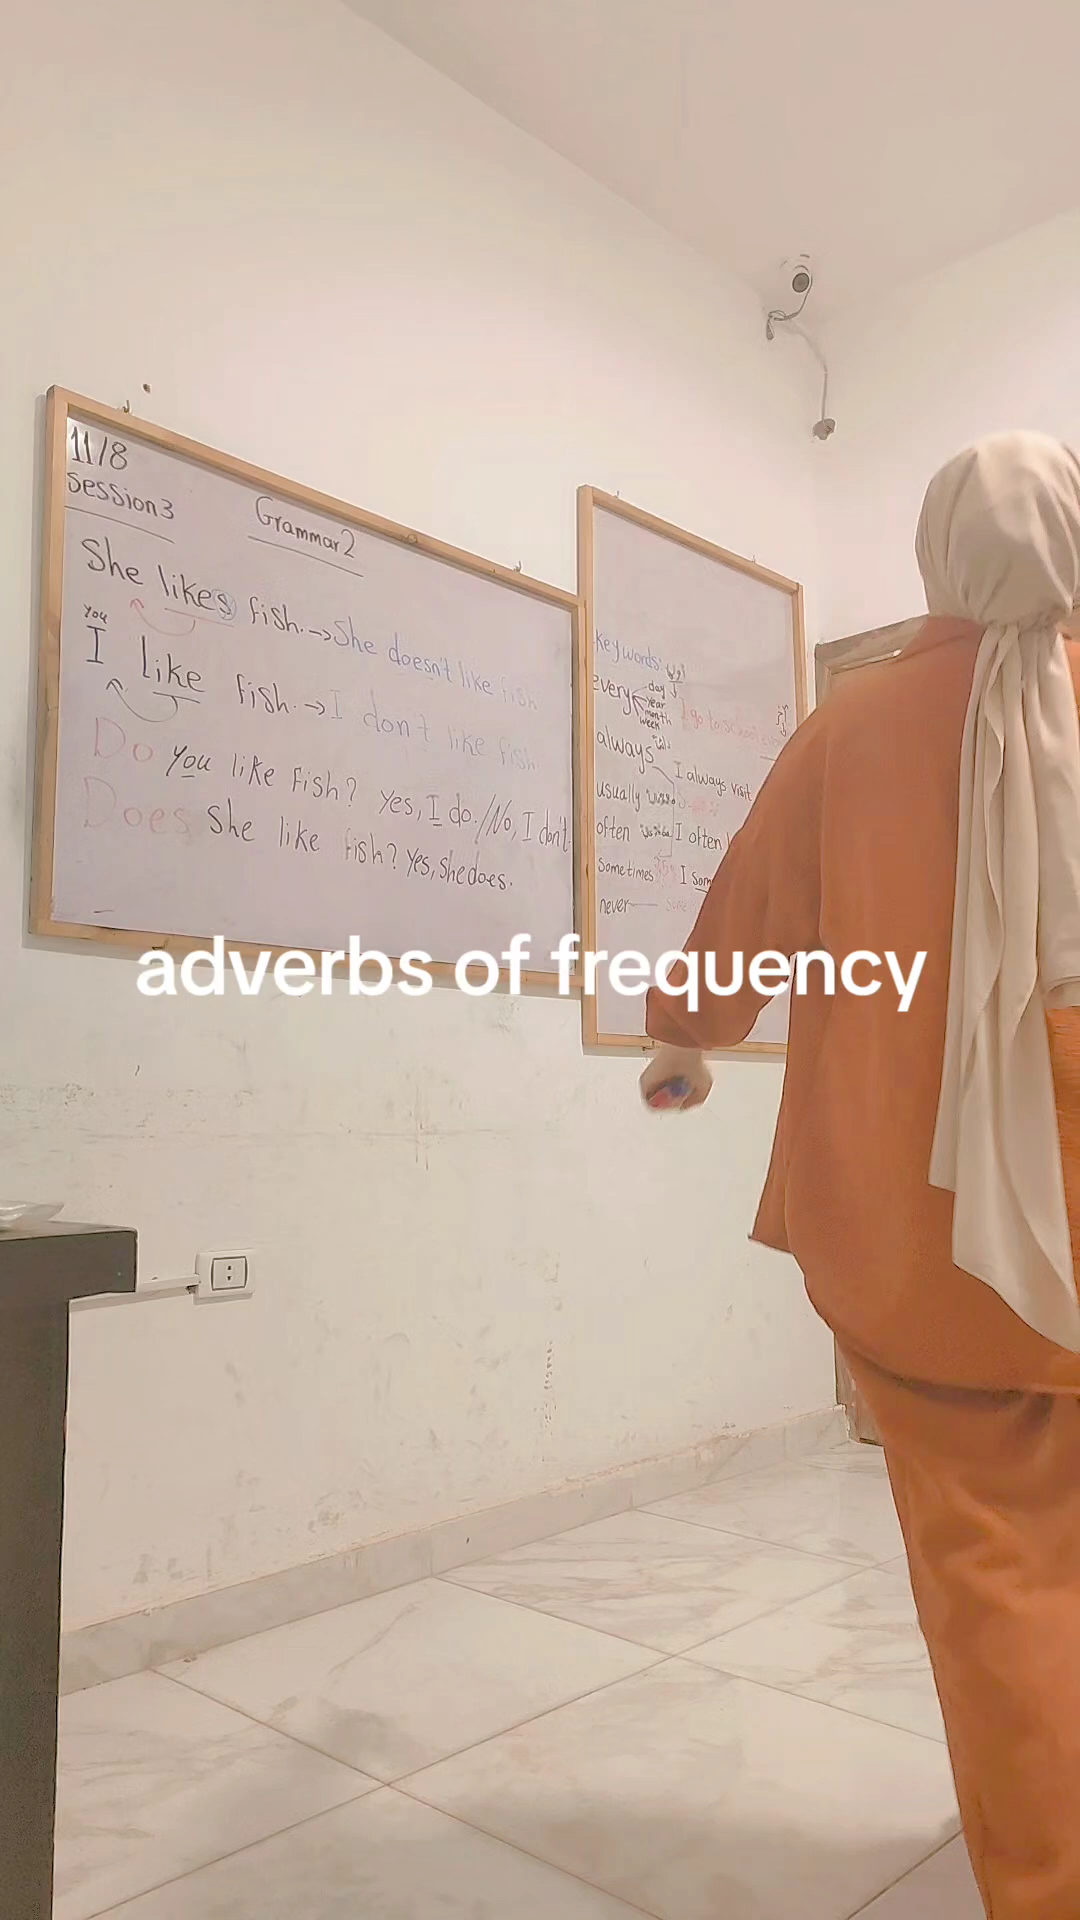 11/8
Session 3
Grammar 2
She likes fish. → She doesn't like fish
you
I like fish. → I don't like fish
Do you like Fish? yes, I do. / No, I don't.
Does She like fish? yes, she does.
Key words:
every day
year
month
week
I go to school
always
I always visit
usually
often I often
Sometimes I Som
never
adverbs of frequency